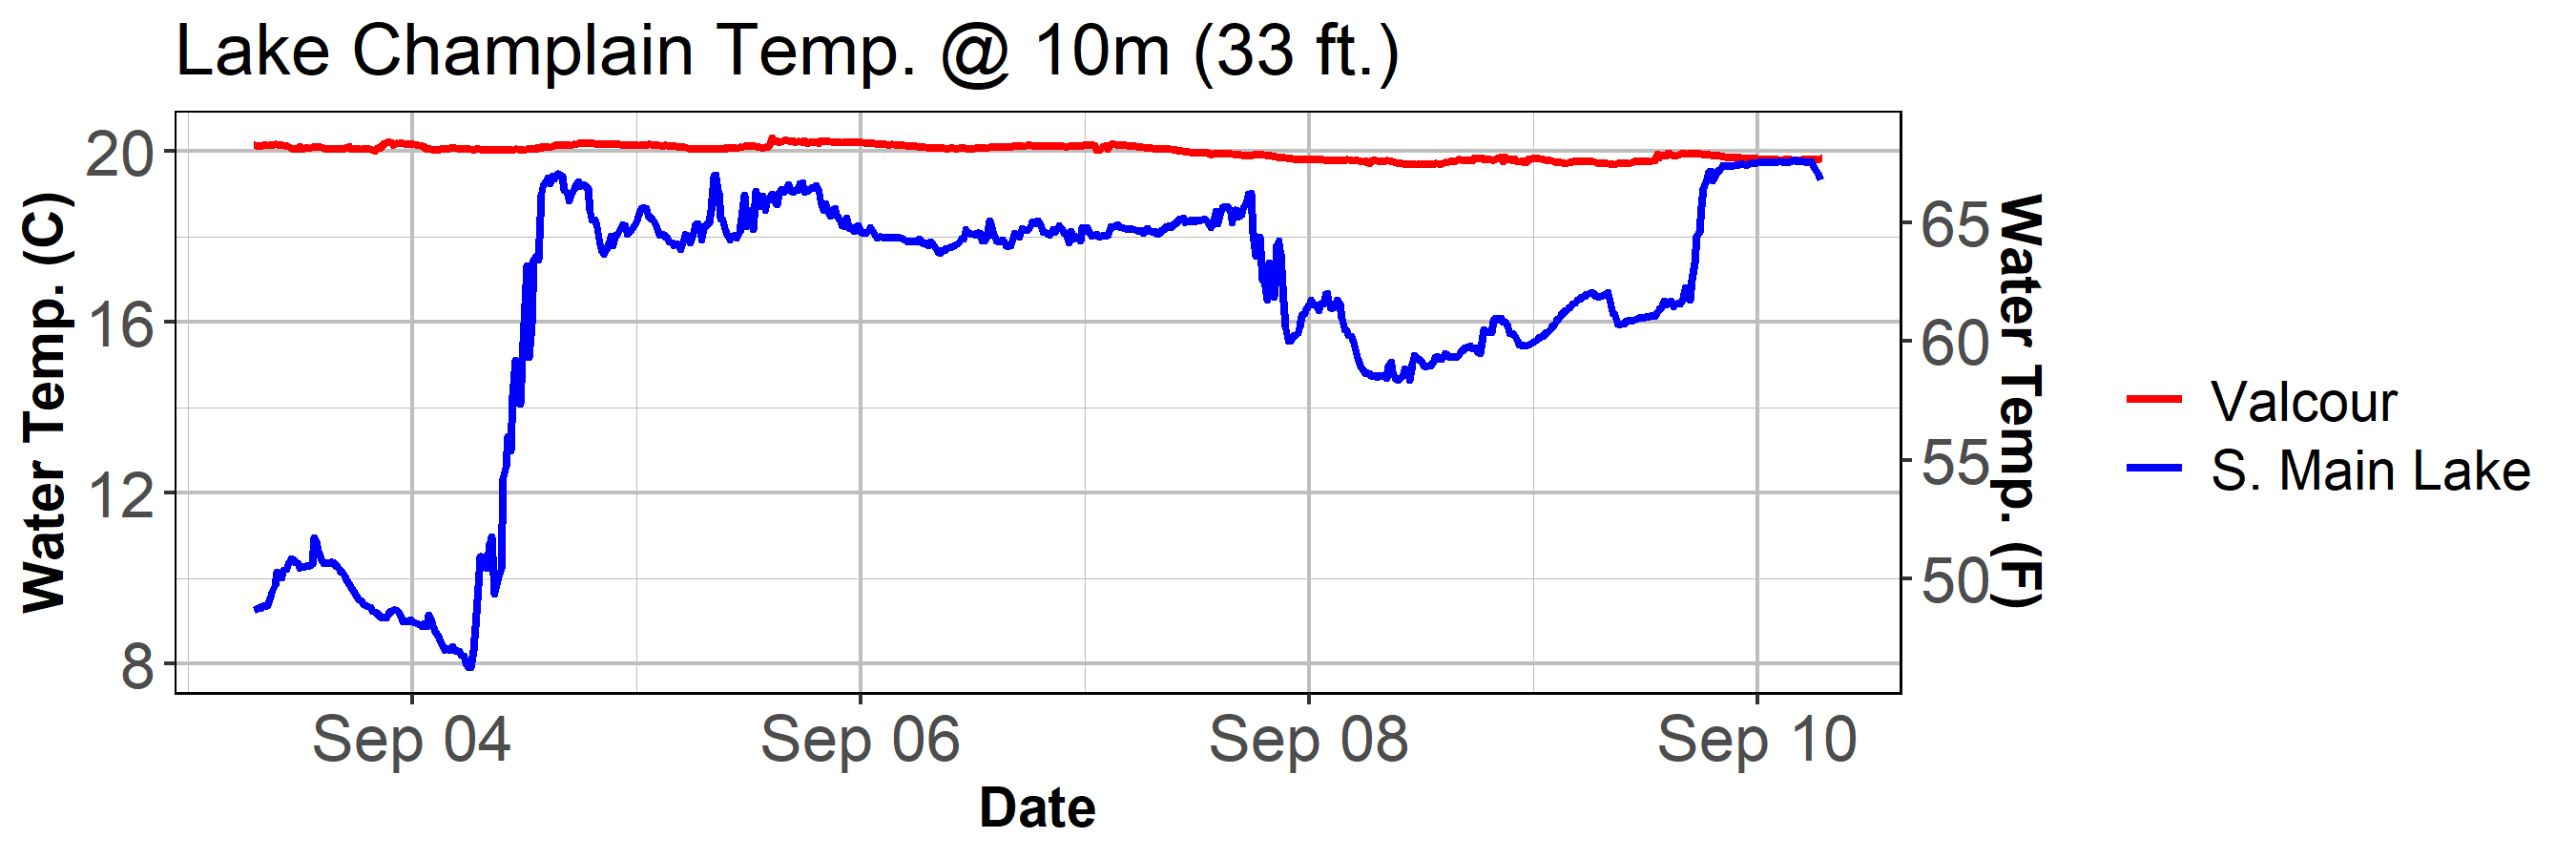 Lake Champlain Temp. @ 10m (33 ft.)
Water Temp. (C)
20
16
12
8
65
60
55
50
Water Temp. (F)
Valcour
S. Main Lake
Sep 04
Sep 06
Sep 08
Sep 10
Date